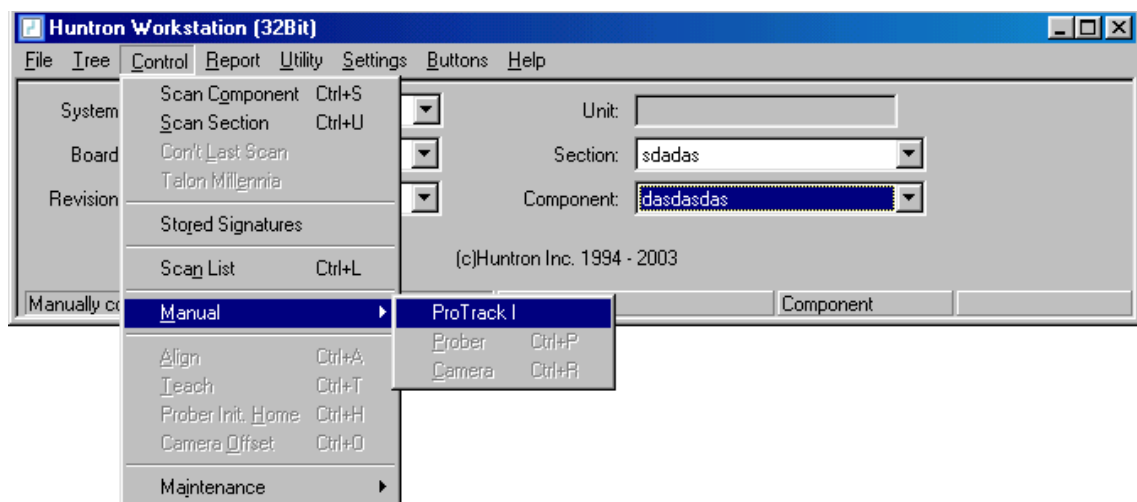 Huntron Workstation (32Bit)
File Tree Control Report Utility Settings Buttons Help
System
Unit:
Board
Section: sdadas
Revision
Component: dasdasdas
(c)Huntron Inc. 1994 - 2003
Manually
Component
Scan Component Ctrl+S
Scan Section Ctrl+U
Con't Last Scan
Talon Millennia
Stored Signatures
Scan List Ctrl+L
Manual
Align Ctrl+A
Teach Ctrl+T
Prober Init. Home Ctrl+H
Camera Offset Ctrl+O
Maintenance
ProTrack I
Prober Ctrl+P
Camera Ctrl+R